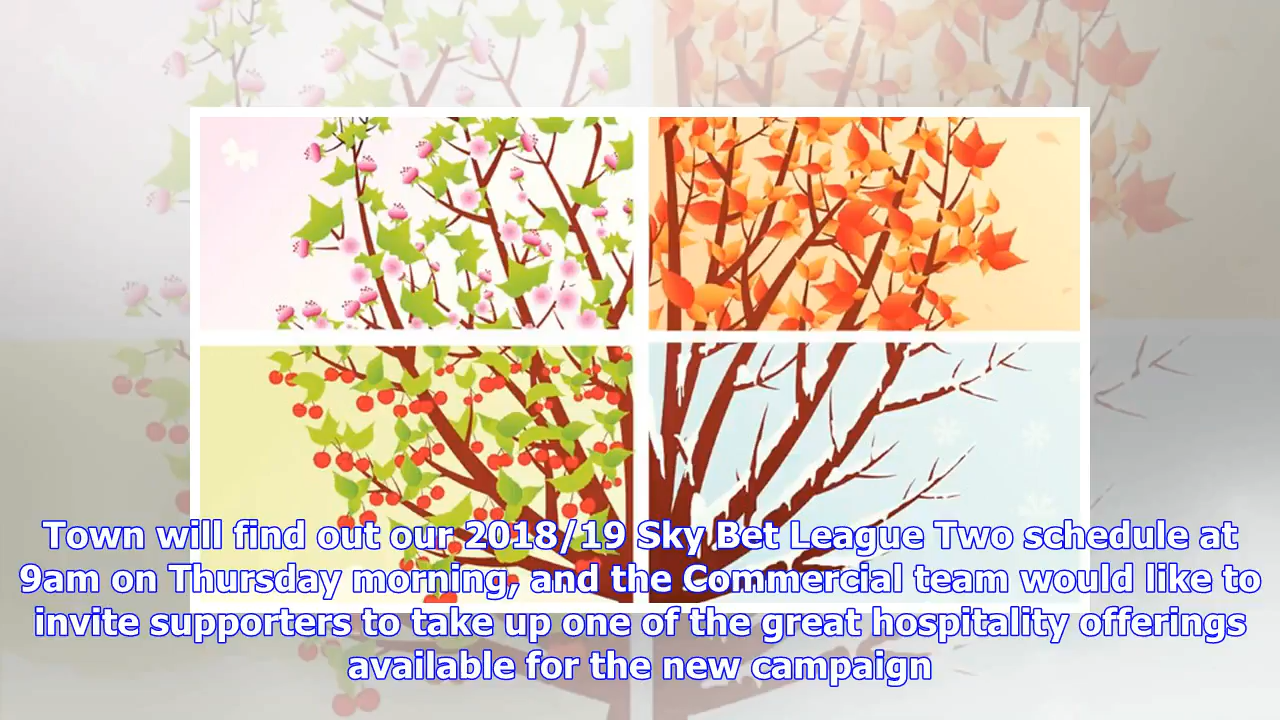 Town will find out our 2018/19 Sky Bet League Two schedule at
9am on Thursday morning, and the Commercial team would like to
invite supporters to take up one of the great hospitality offerings
available for the new campaign